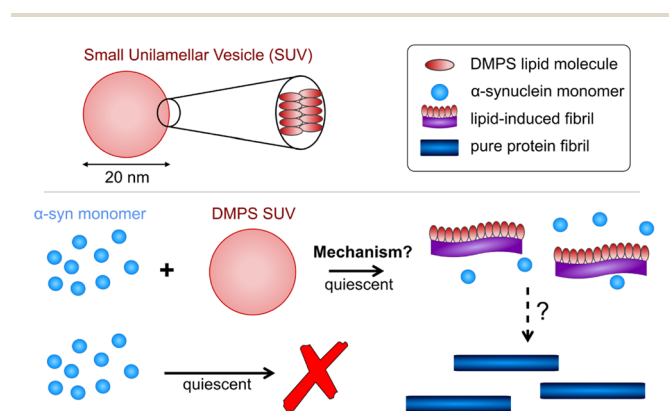 Small Unilamellar Vesicle (SUV)
20 nm
DMPS lipid molecule
α-synuclein monomer
lipid-induced fibril
pure protein fibril
α-syn monomer
DMPS SUV
+
Mechanism?
quiescent
?
quiescent